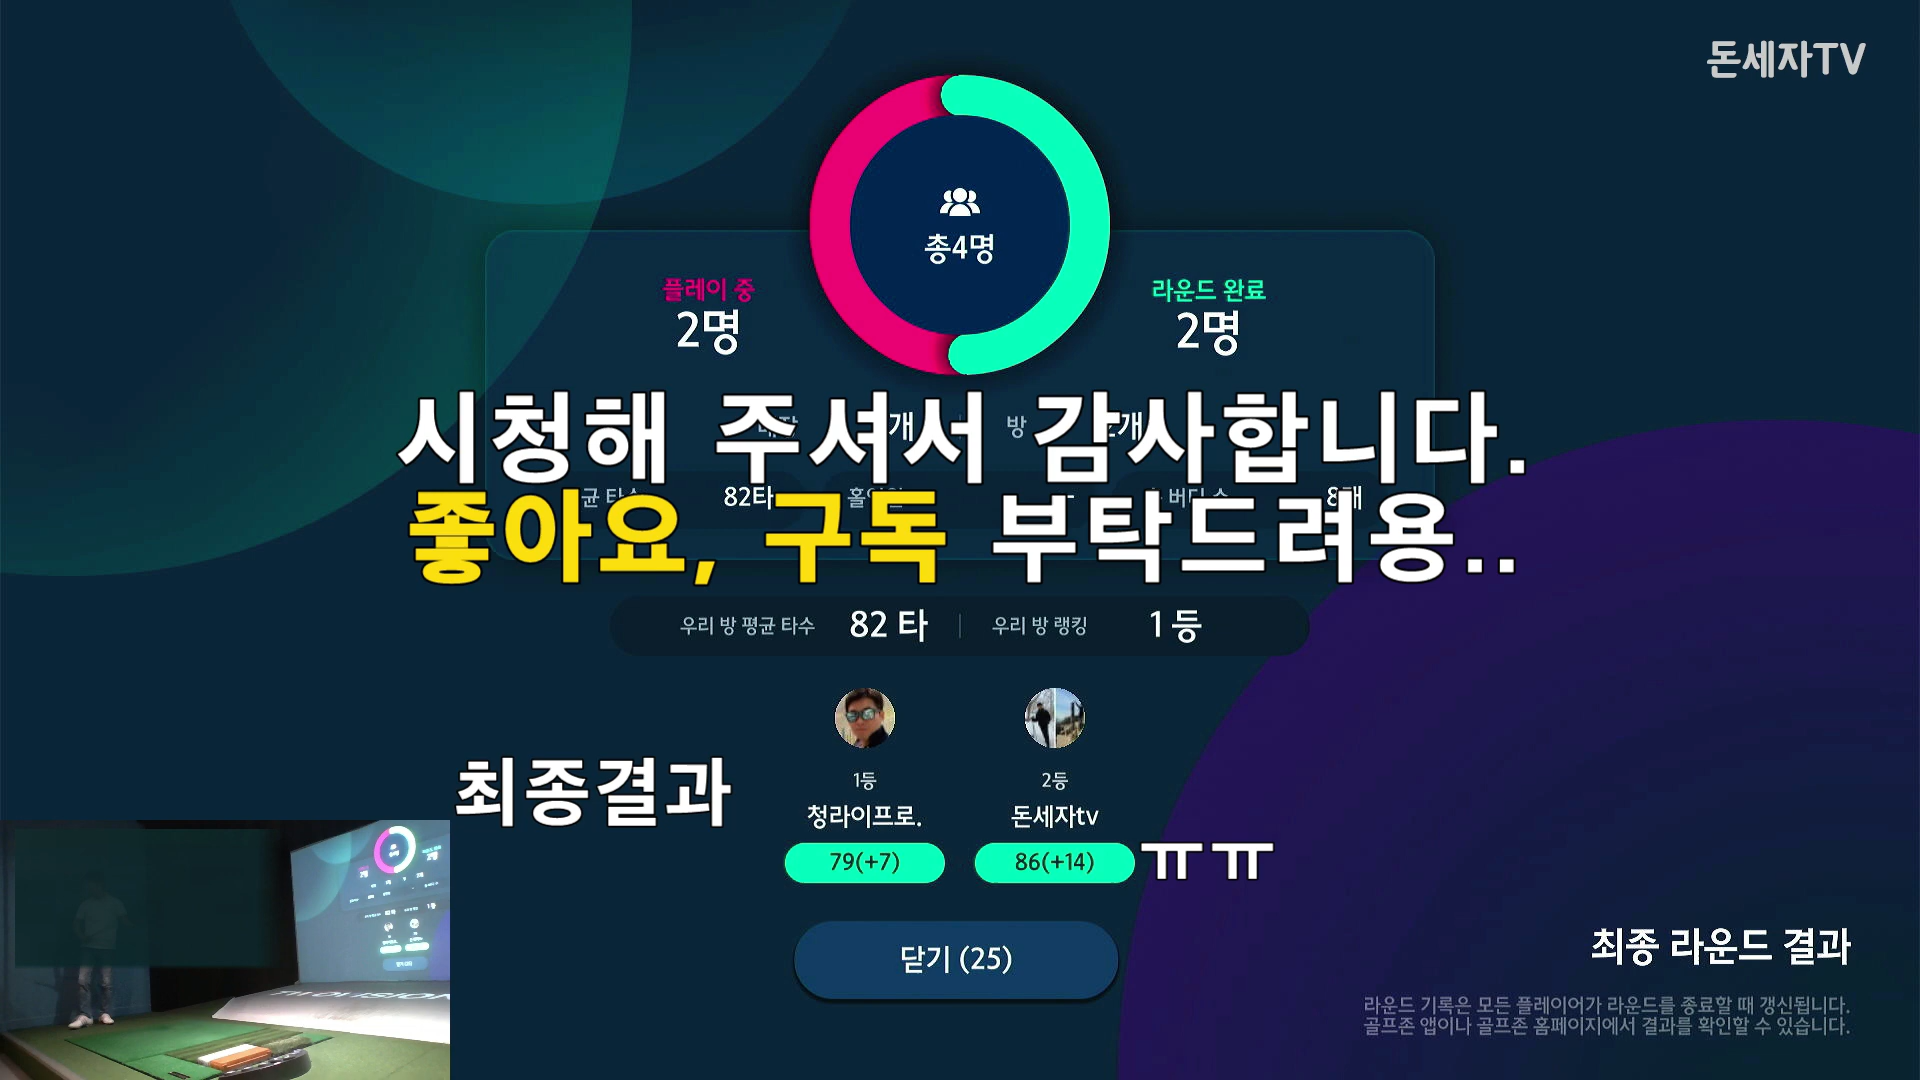 돈세자TV
총4명
플레이 중
2명
라운드 완료
2명
개 방
시청해 주셔서 감사합니다.
82타
좋아요, 구독 부탁드려용..
우리 방 평균 타수 82 타 우리 방 랭킹 1 등
최종결과
1등
청라이프로.
79(+7)
2등
돈세자tv
86(+14)
ㅠㅠ
닫기 (25)
최종 라운드 결과
라운드 기록은 모든 플레이어가 라운드를 종료할 때 갱신됩니다.
골프존 앱이나 골프존 홈페이지에서 결과를 확인할 수 있습니다.